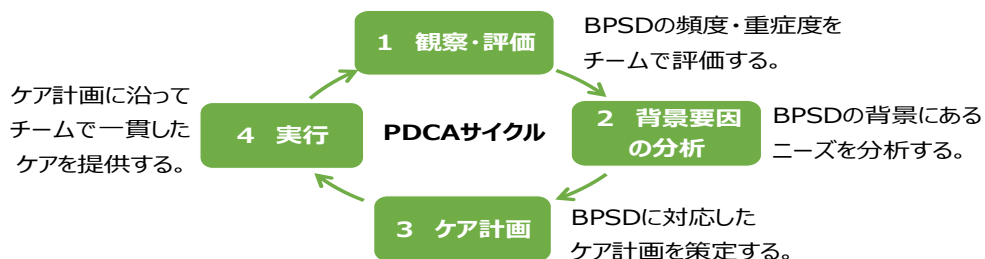 1 観察・評価
BPSDの頻度・重症度を
チームで評価する。
2 背景要因
の分析
BPSDの背景にある
ニーズを分析する。
3 ケア計画
BPSDに対応した
ケア計画を策定する。
4 実行
ケア計画に沿って
チームで一貫した
ケアを提供する。
PDCAサイクル